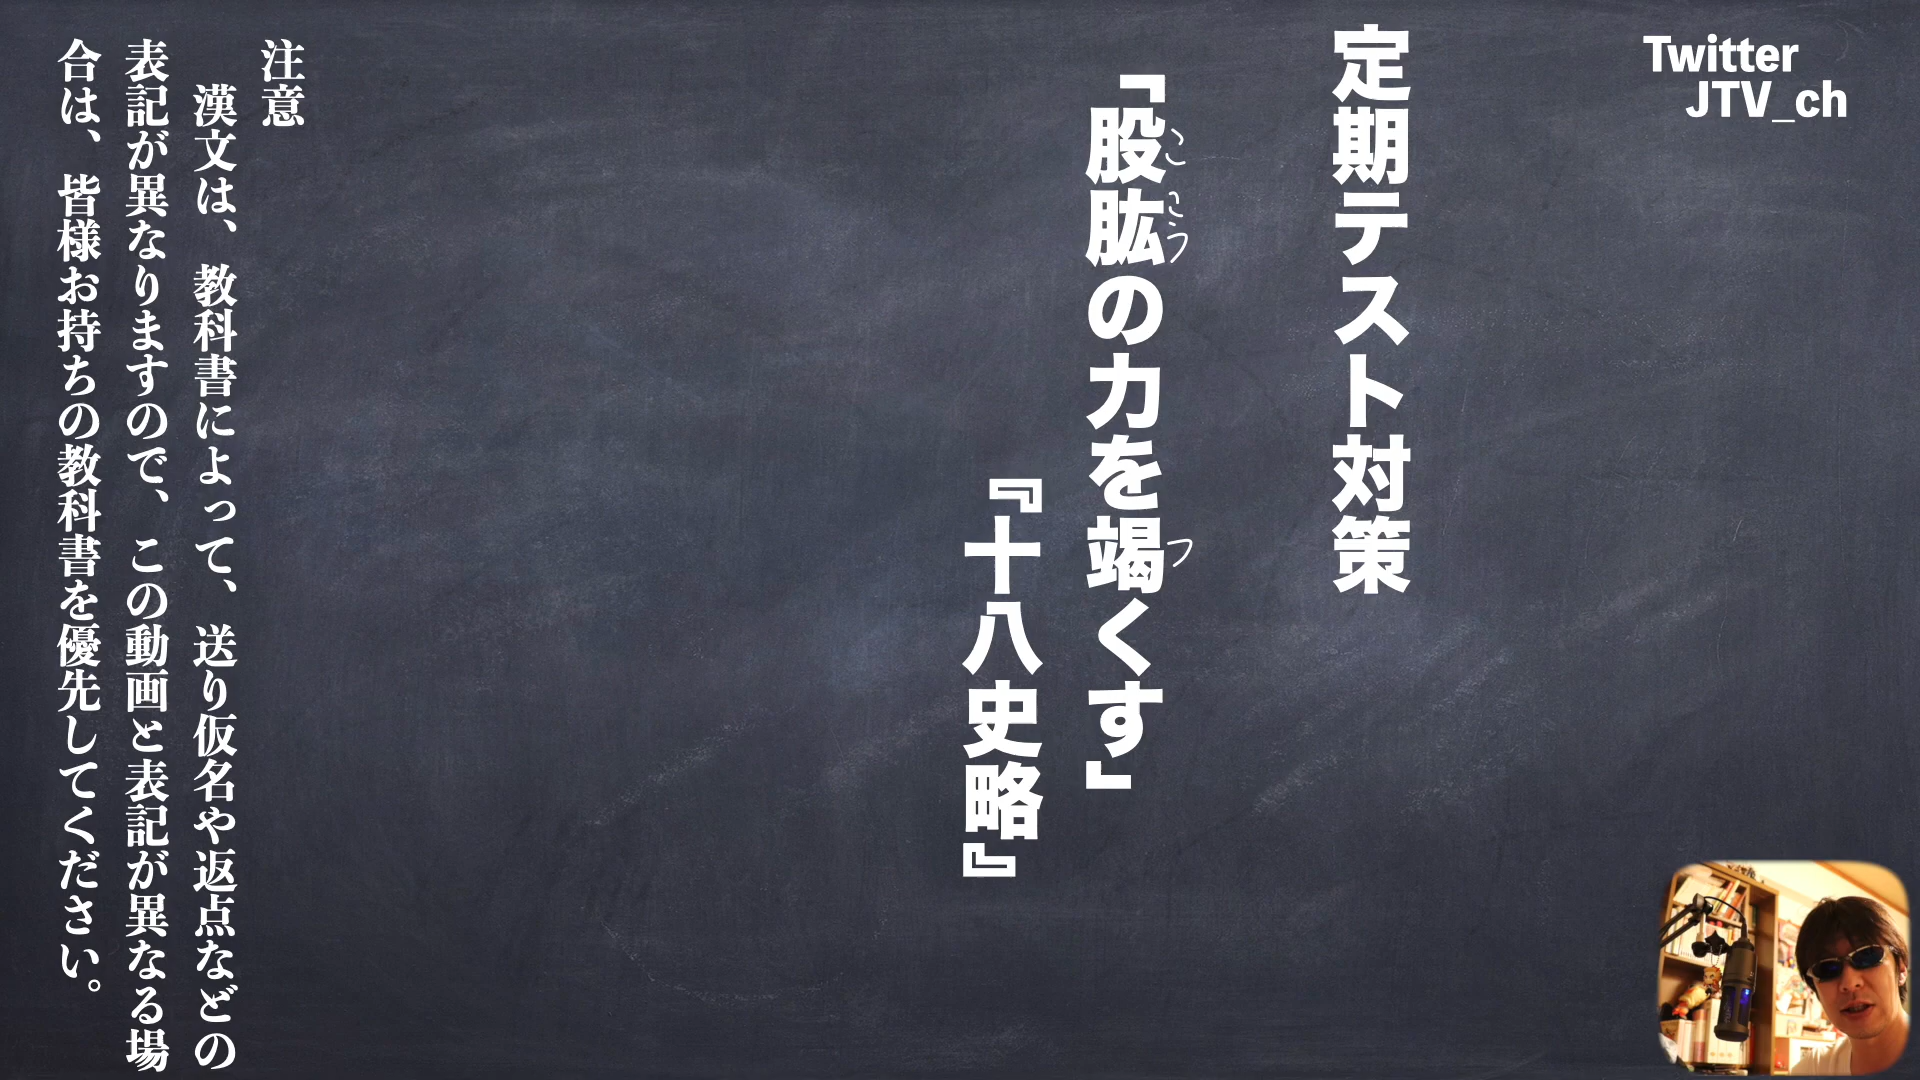 Twitter
JTV_ch
定期テスト対策
「股肱の力を竭くす」
ここう
つ
『十八史略』
注意
漢文は、教科書によって、送り仮名や返点などの
表記が異なりますので、この動画と表記が異なる場
合は、皆様お持ちの教科書を優先してください。